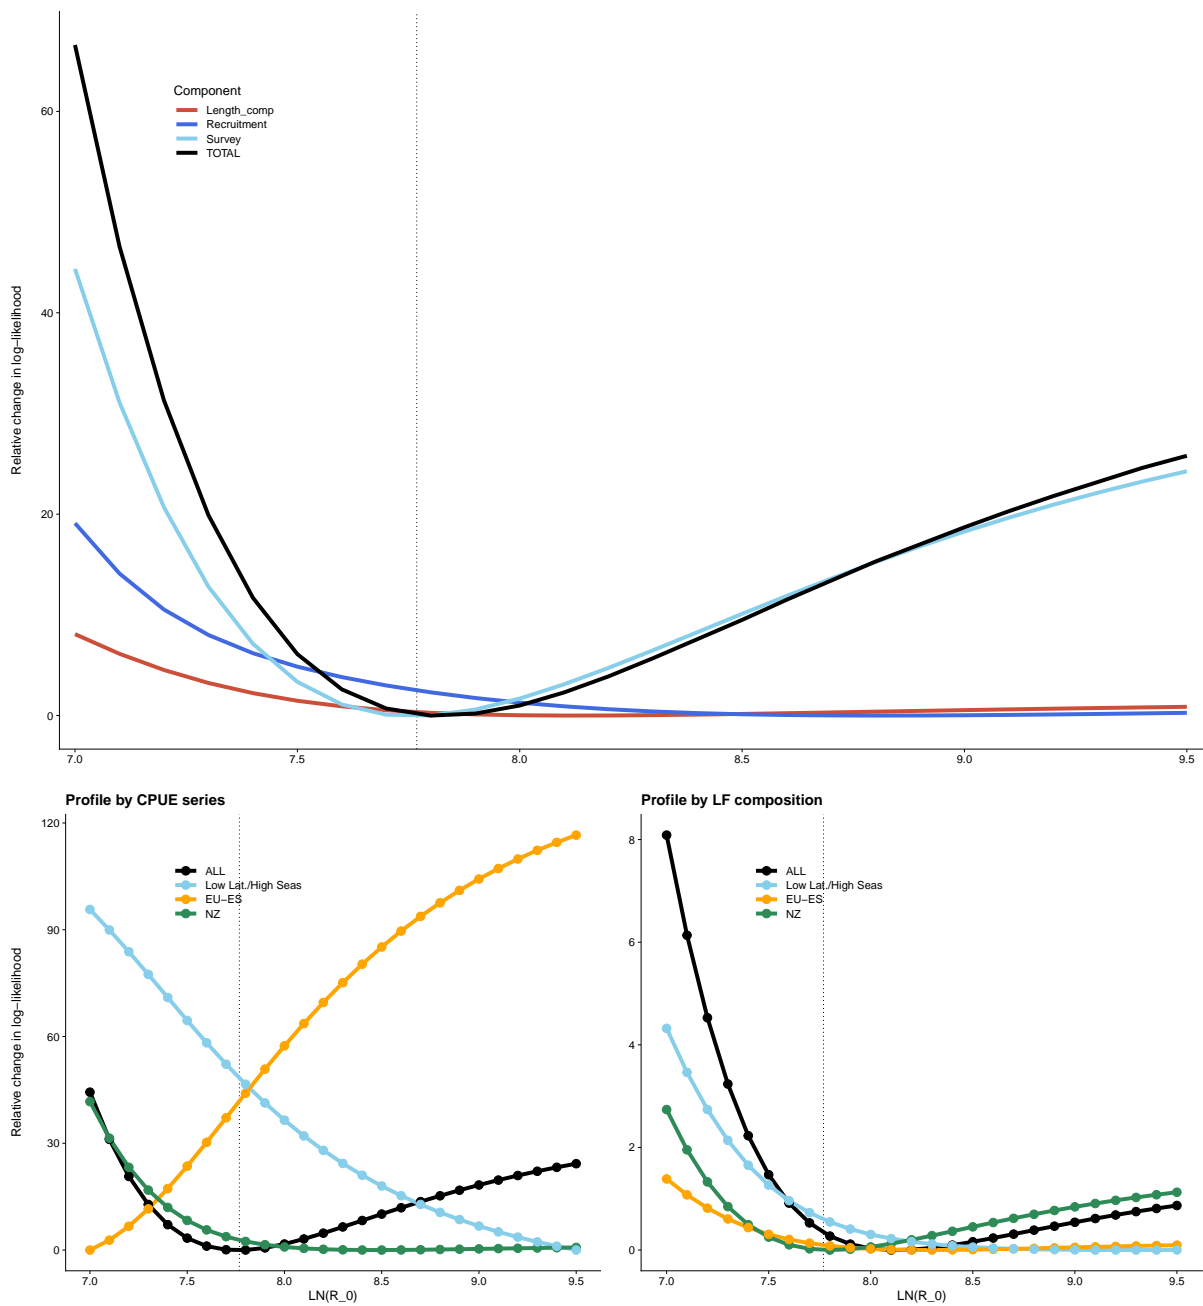 Relative change in log−likelihood
60
40
20
0
Component
Length_comp
Recruitment
Survey
TOTAL
7.0 7.5 8.0 8.5 9.0 9.5
Profile by CPUE series
Relative change in log−likelihood
120
90
60
30
0
ALL
Low Lat./High Seas
EU−ES
NZ
7.0 7.5 8.0 8.5 9.0 9.5
LN(R_0)
Profile by LF composition
8
6
4
2
0
ALL
Low Lat./High Seas
EU−ES
NZ
7.0 7.5 8.0 8.5 9.0 9.5
LN(R_0)